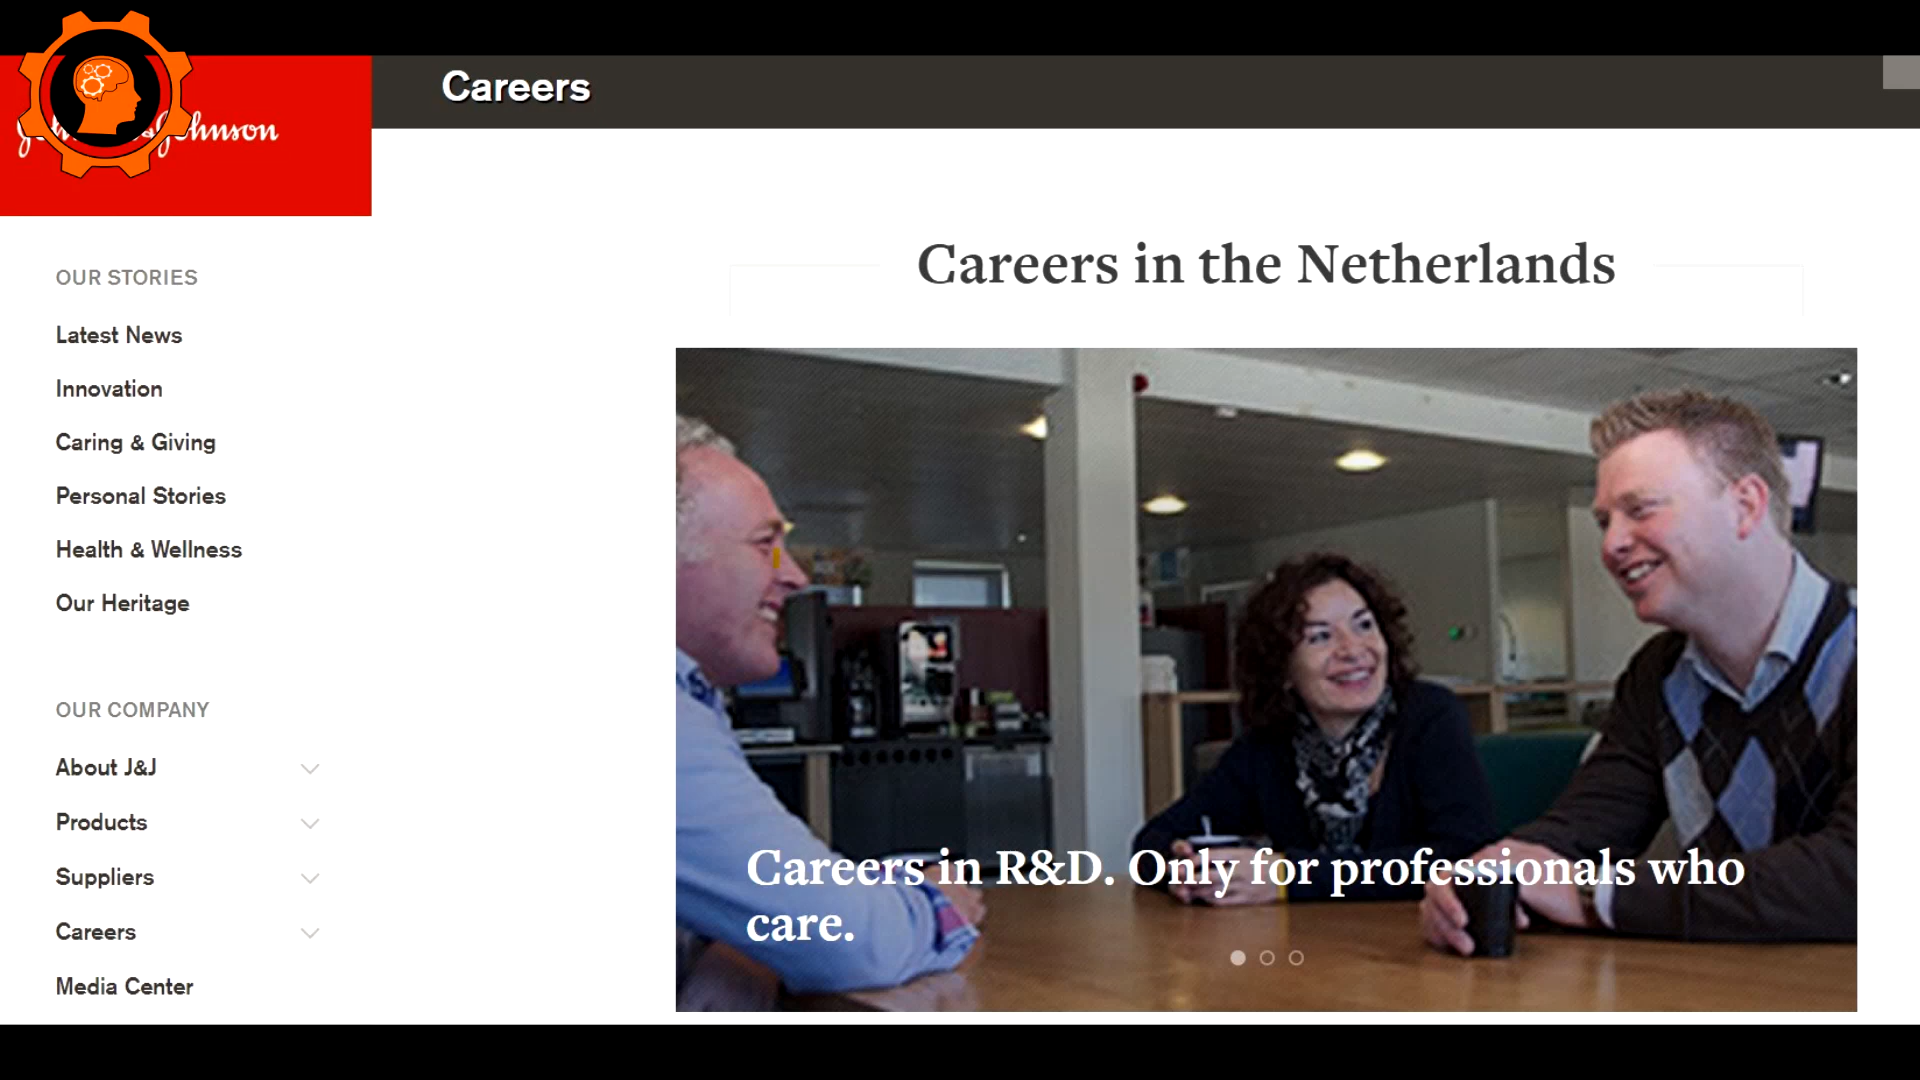 Johnson
Careers
OUR STORIES
Latest News
Innovation
Caring & Giving
Personal Stories
Health & Wellness
Our Heritage
OUR COMPANY
About J&J
Products
Suppliers
Careers
Media Center
Careers in the Netherlands
Careers in R&D. Only for professionals who
care.